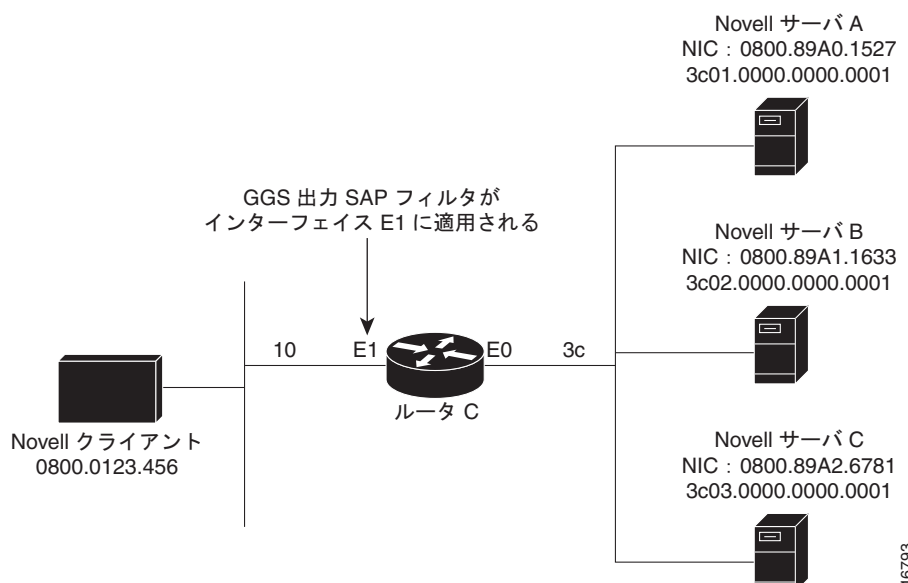 Novell サーバ A
NIC：0800.89A0.1527
3c01.0000.0000.0001
GGS 出力 SAP フィルタが
インターフェイス E1 に適用される
Novell サーバ B
NIC：0800.89A1.1633
3c02.0000.0000.0001
10
E1
E0
3c
ルータ C
Novell クライアント
0800.0123.456
Novell サーバ C
NIC：0800.89A2.6781
3c03.0000.0000.0001